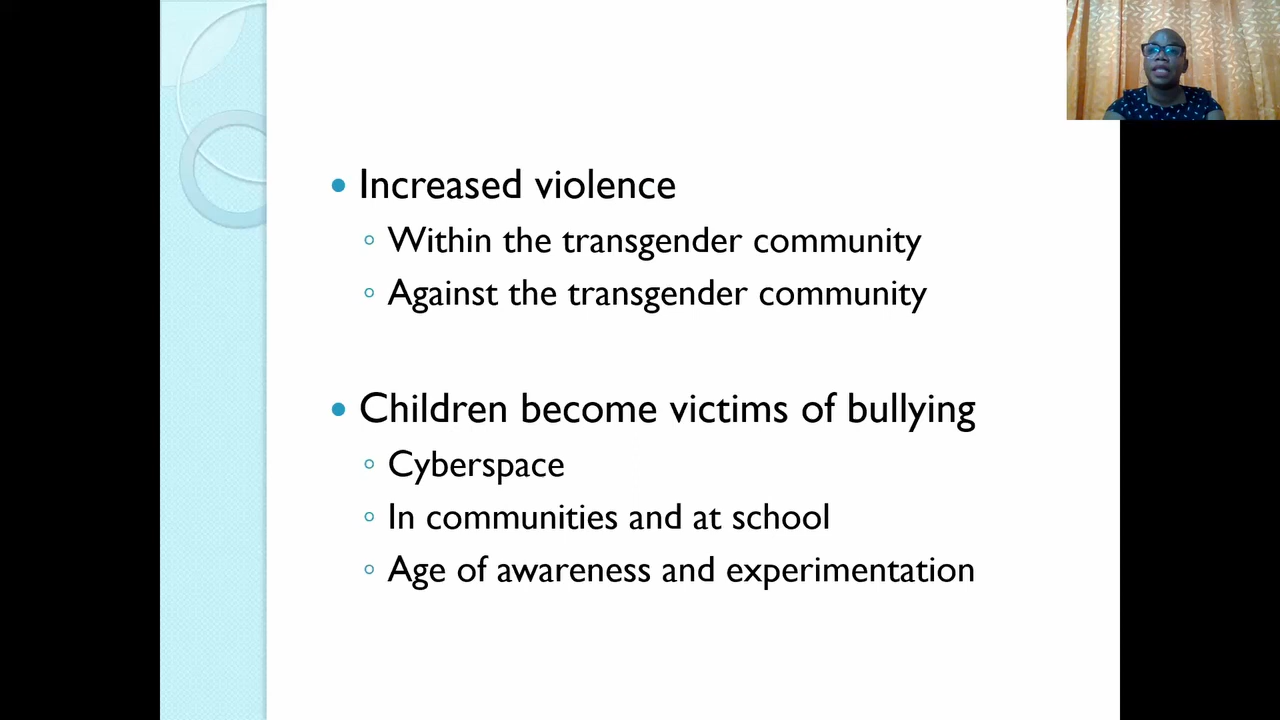 Increased violence
Within the transgender community
Against the transgender community
Children become victims of bullying
Cyberspace
In communities and at school
Age of awareness and experimentation